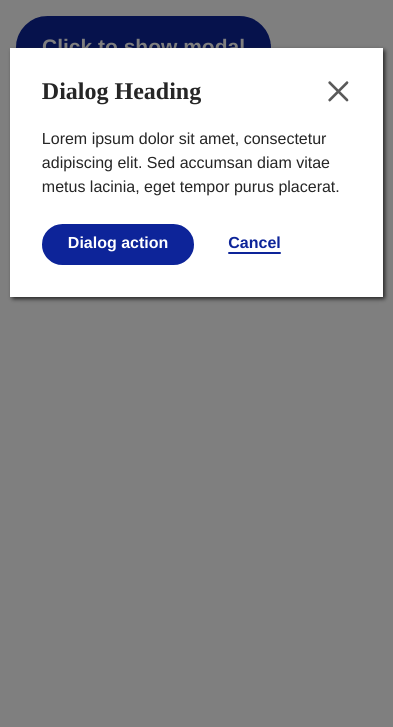 Click to show modal
Dialog Heading
Lorem ipsum dolor sit amet, consectetur
adipiscing elit. Sed accumsan diam vitae
metus lacinia, eget tempor purus placerat.
Dialog action Cancel